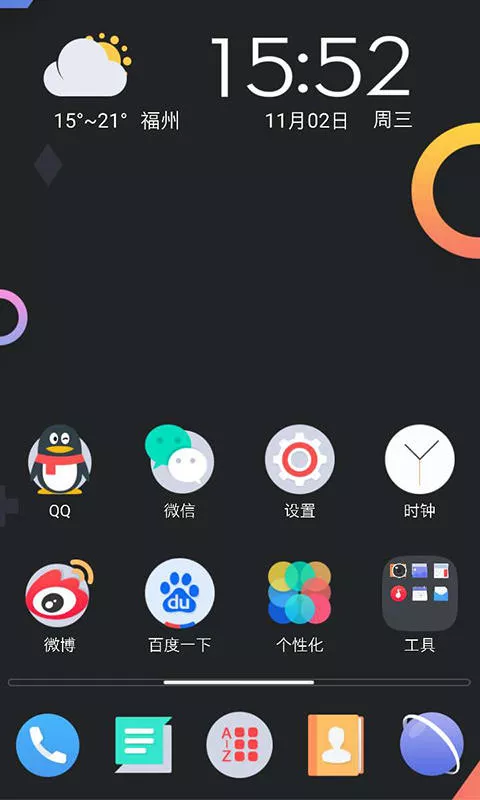 15:52
15°~21° 福州
11月02日 周三
QQ 微信 设置 时钟
du
微博 百度一下 个性化 工具
A-Z